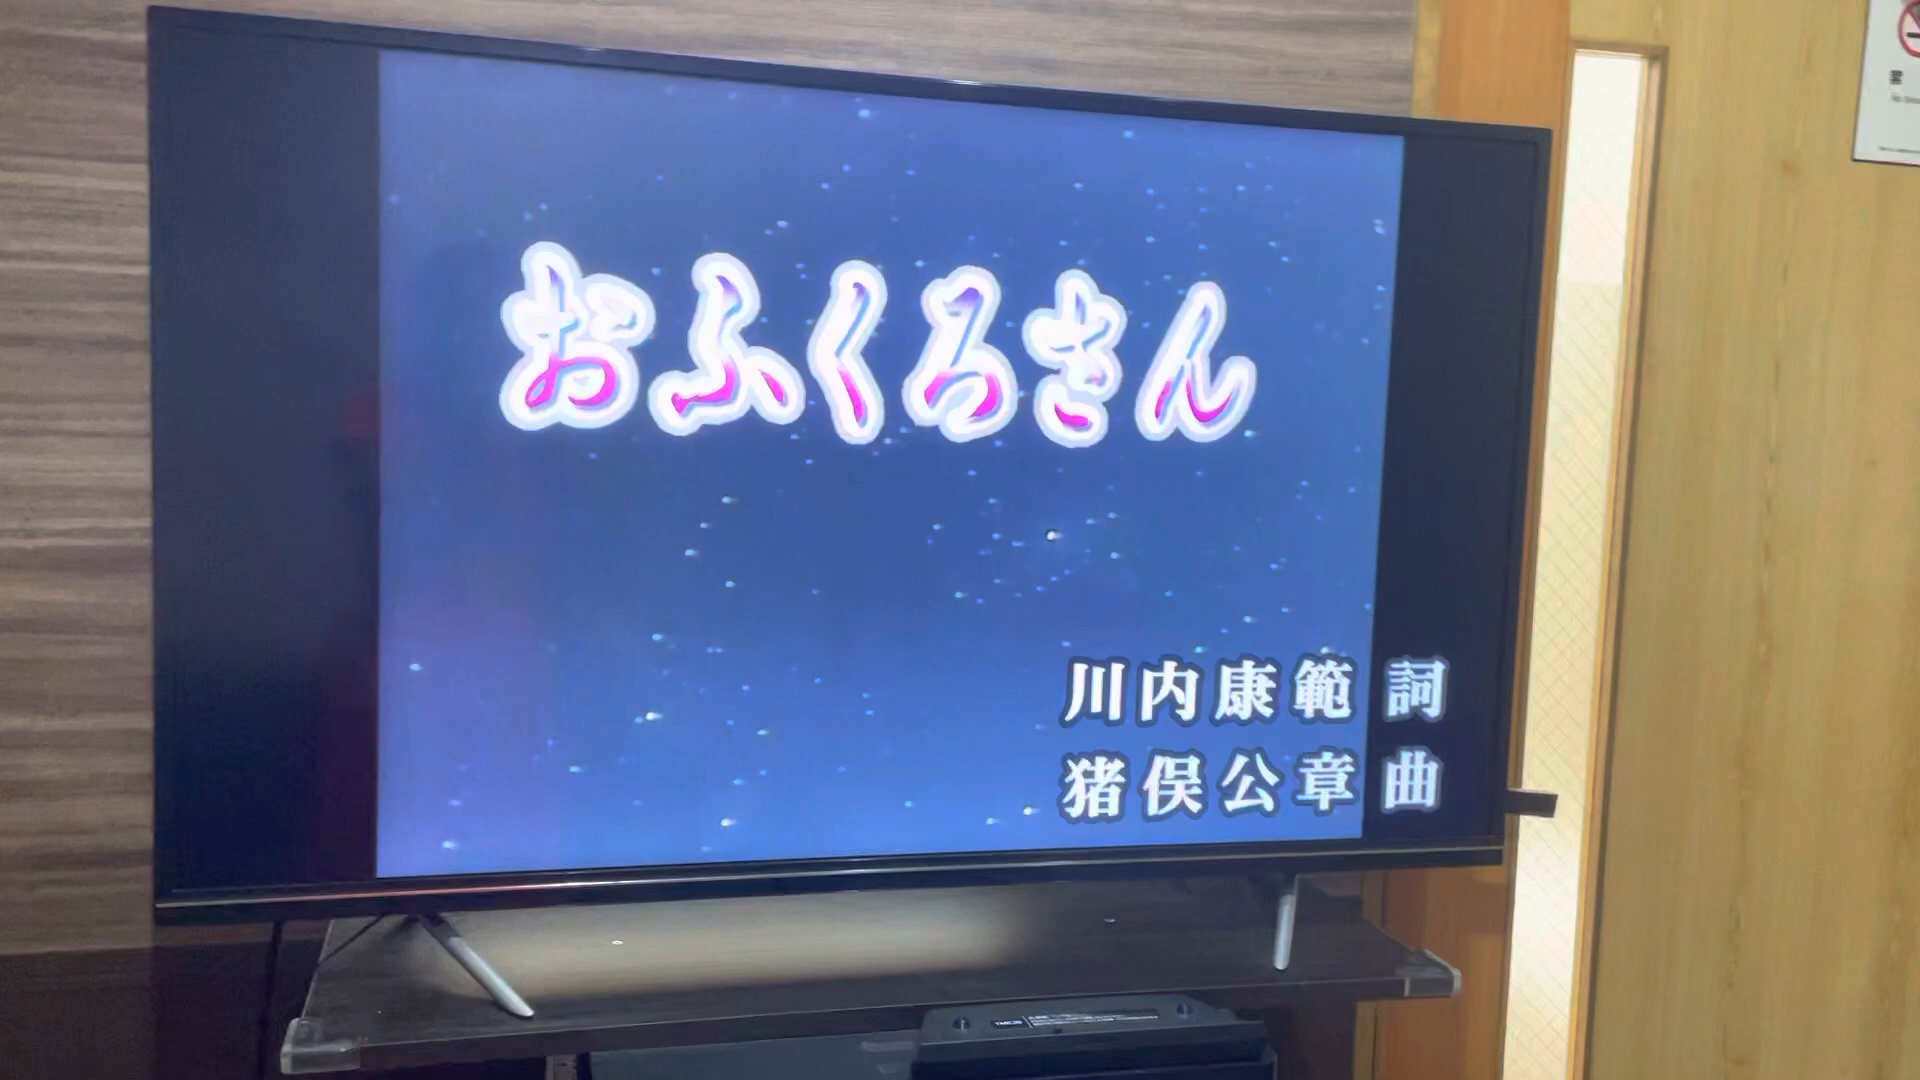 おふくろさん
川内康範 詞
猪俣公章 曲